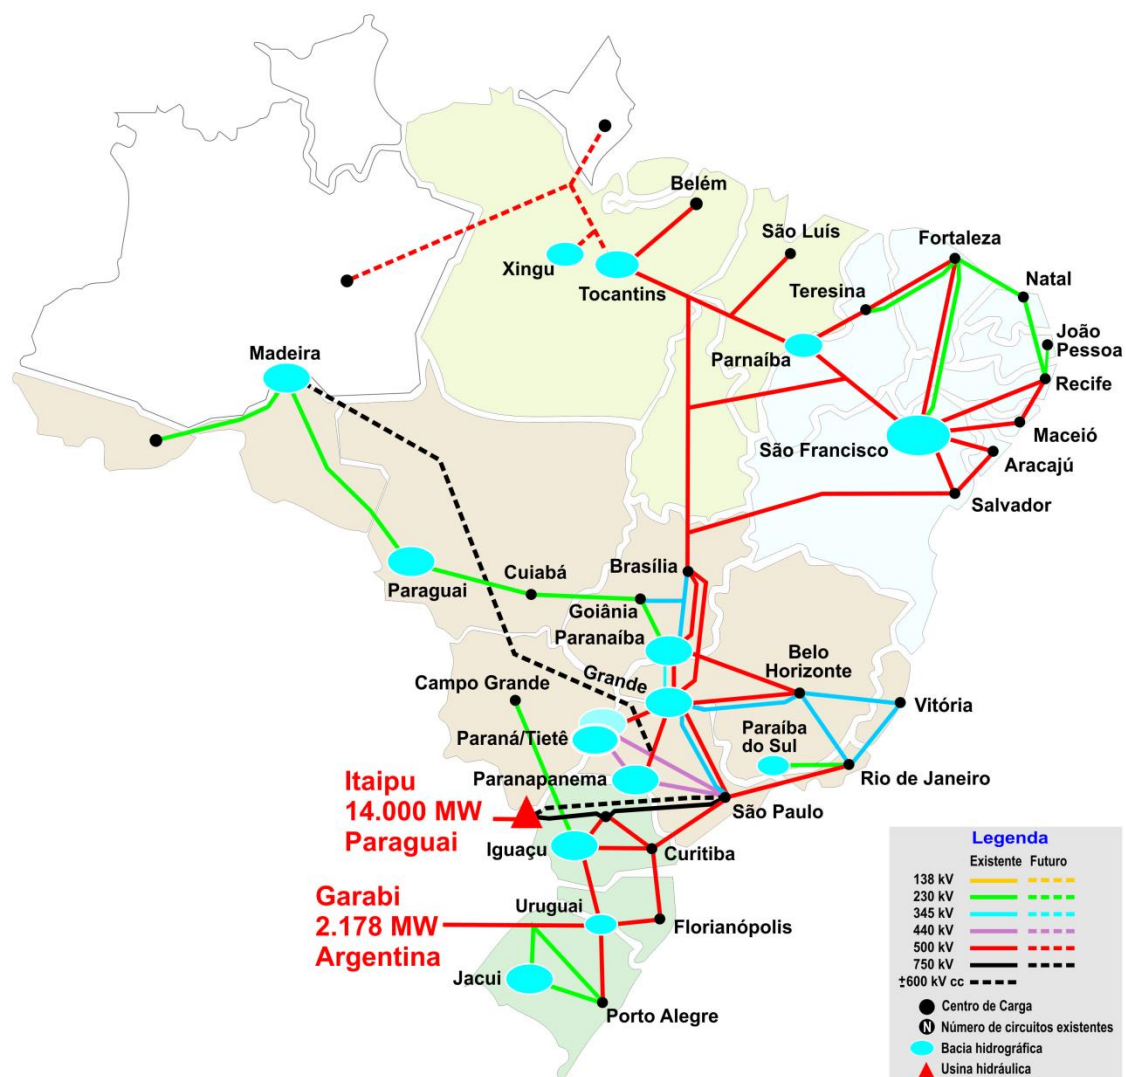 Belém
São Luís
Fortaleza
Xingu
Tocantins
Teresina
Natal
João
Pessoa
Madeira
Parnaíba
Recife
São Francisco
Maceió
Aracajú
Salvador
Brasília
Cuiabá
Paraguai
Goiânia
Paranaíba
Belo
Horizonte
Grande
Campo Grande
Vitória
Paraná/Tietê
Paraíba
do Sul
Paranapanema
Rio de Janeiro
Itaipu
14.000 MW
Paraguai
São Paulo
Iguaçu
Curitiba
Garabi
2.178 MW
Argentina
Uruguai
Florianópolis
Jacui
Porto Alegre
Legenda
Existente Futuro
138 kV
230 kV
345 kV
440 kV
500 kV
750 kV
±600 kV cc
Centro de Carga
N Número de circuitos existentes
Bacia hidrográfica
Usina hidráulica